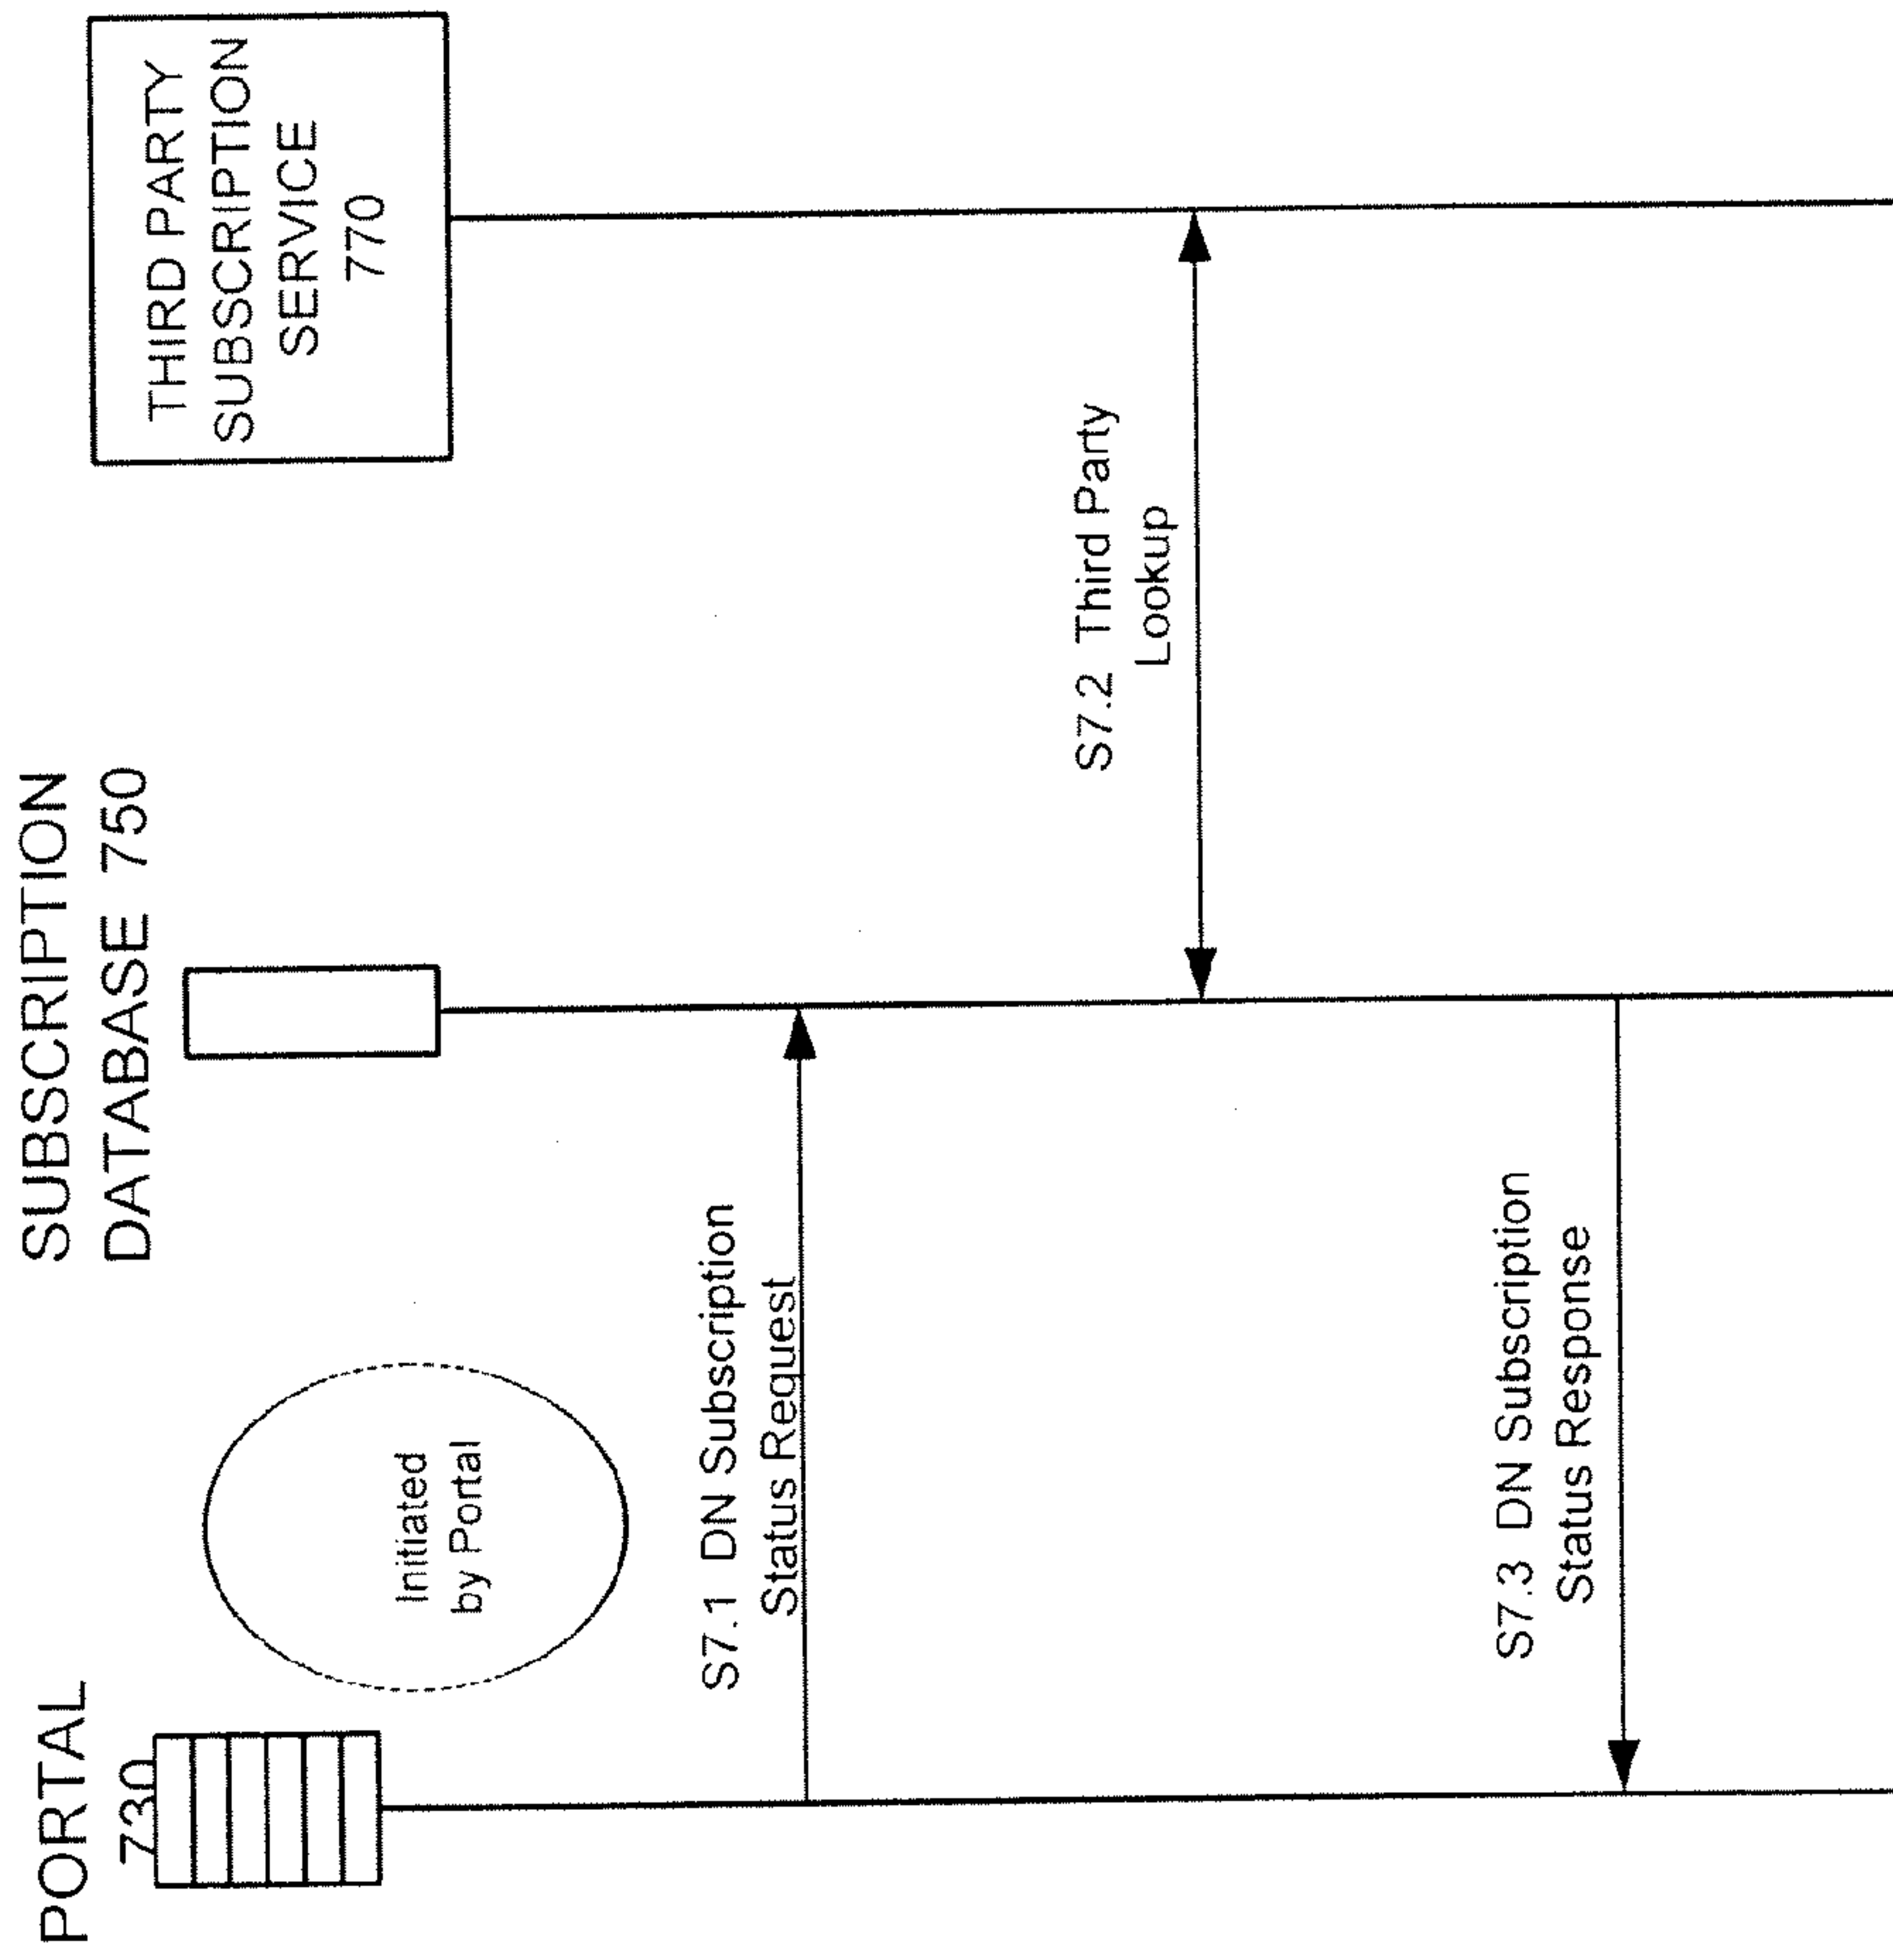 PORTAL
730
SUBSCRIPTION
DATABASE 750
THIRD PARTY
SUBSCRIPTION
SERVICE
770
Initiated
by Portal
S7.1 DN Subscription
Status Request
S7.2 Third Party
Lookup
S7.3 DN Subscription
Status Response